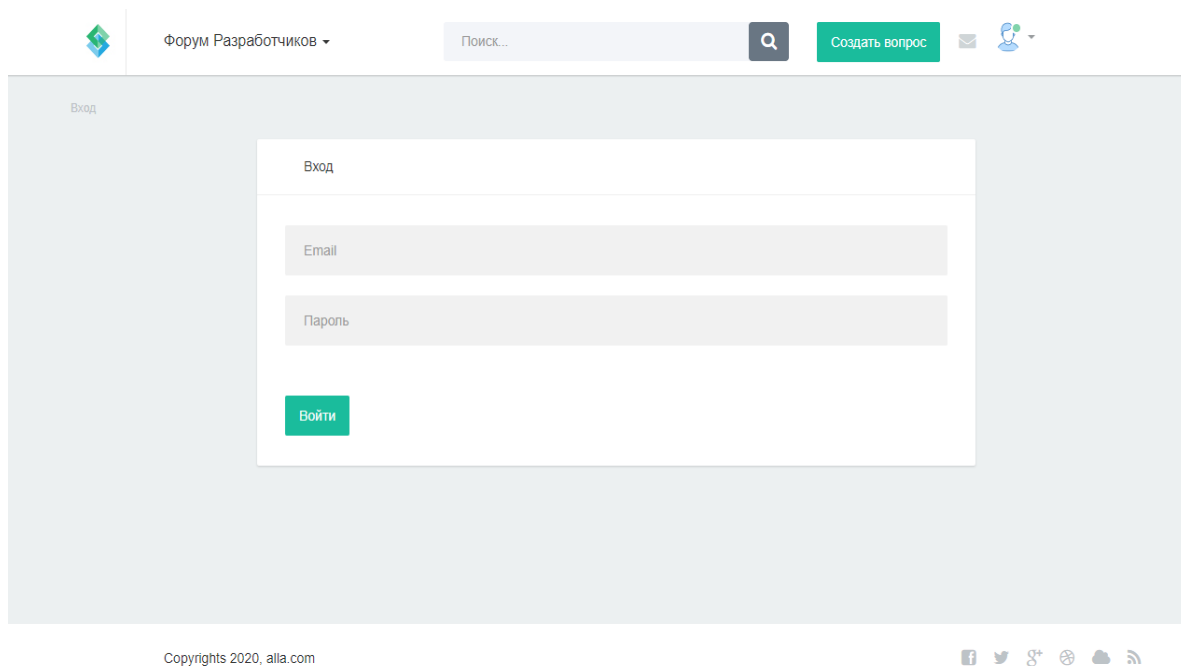 Форум Разработчиков
Поиск...
Создать вопрос
Вход
Вход
Email
Пароль
Войти
Copyrights 2020, alla.com